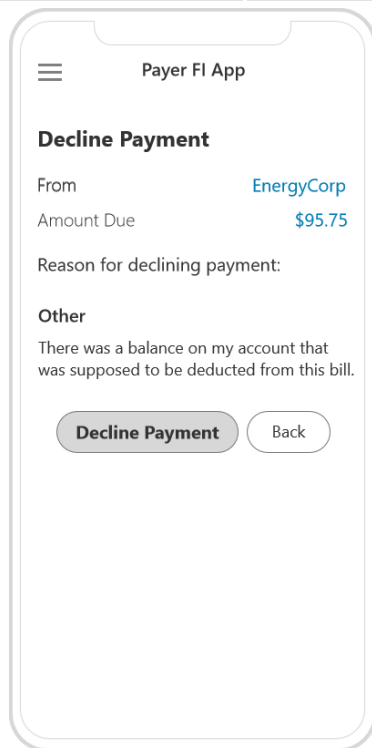 Payer FI App
Decline Payment
From EnergyCorp
Amount Due $95.75
Reason for declining payment:
Other
There was a balance on my account that
was supposed to be deducted from this bill.
Decline Payment Back